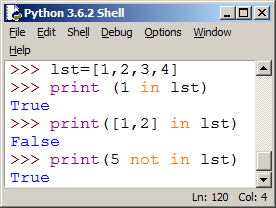 Python 3.6.2 Shell
File Edit Shell Debug Options Window
Help
>>> lst=[1,2,3,4]
>>> print (1 in lst)
True
>>> print([1,2] in lst)
False
>>> print(5 not in lst)
True
Ln: 120 Col: 4